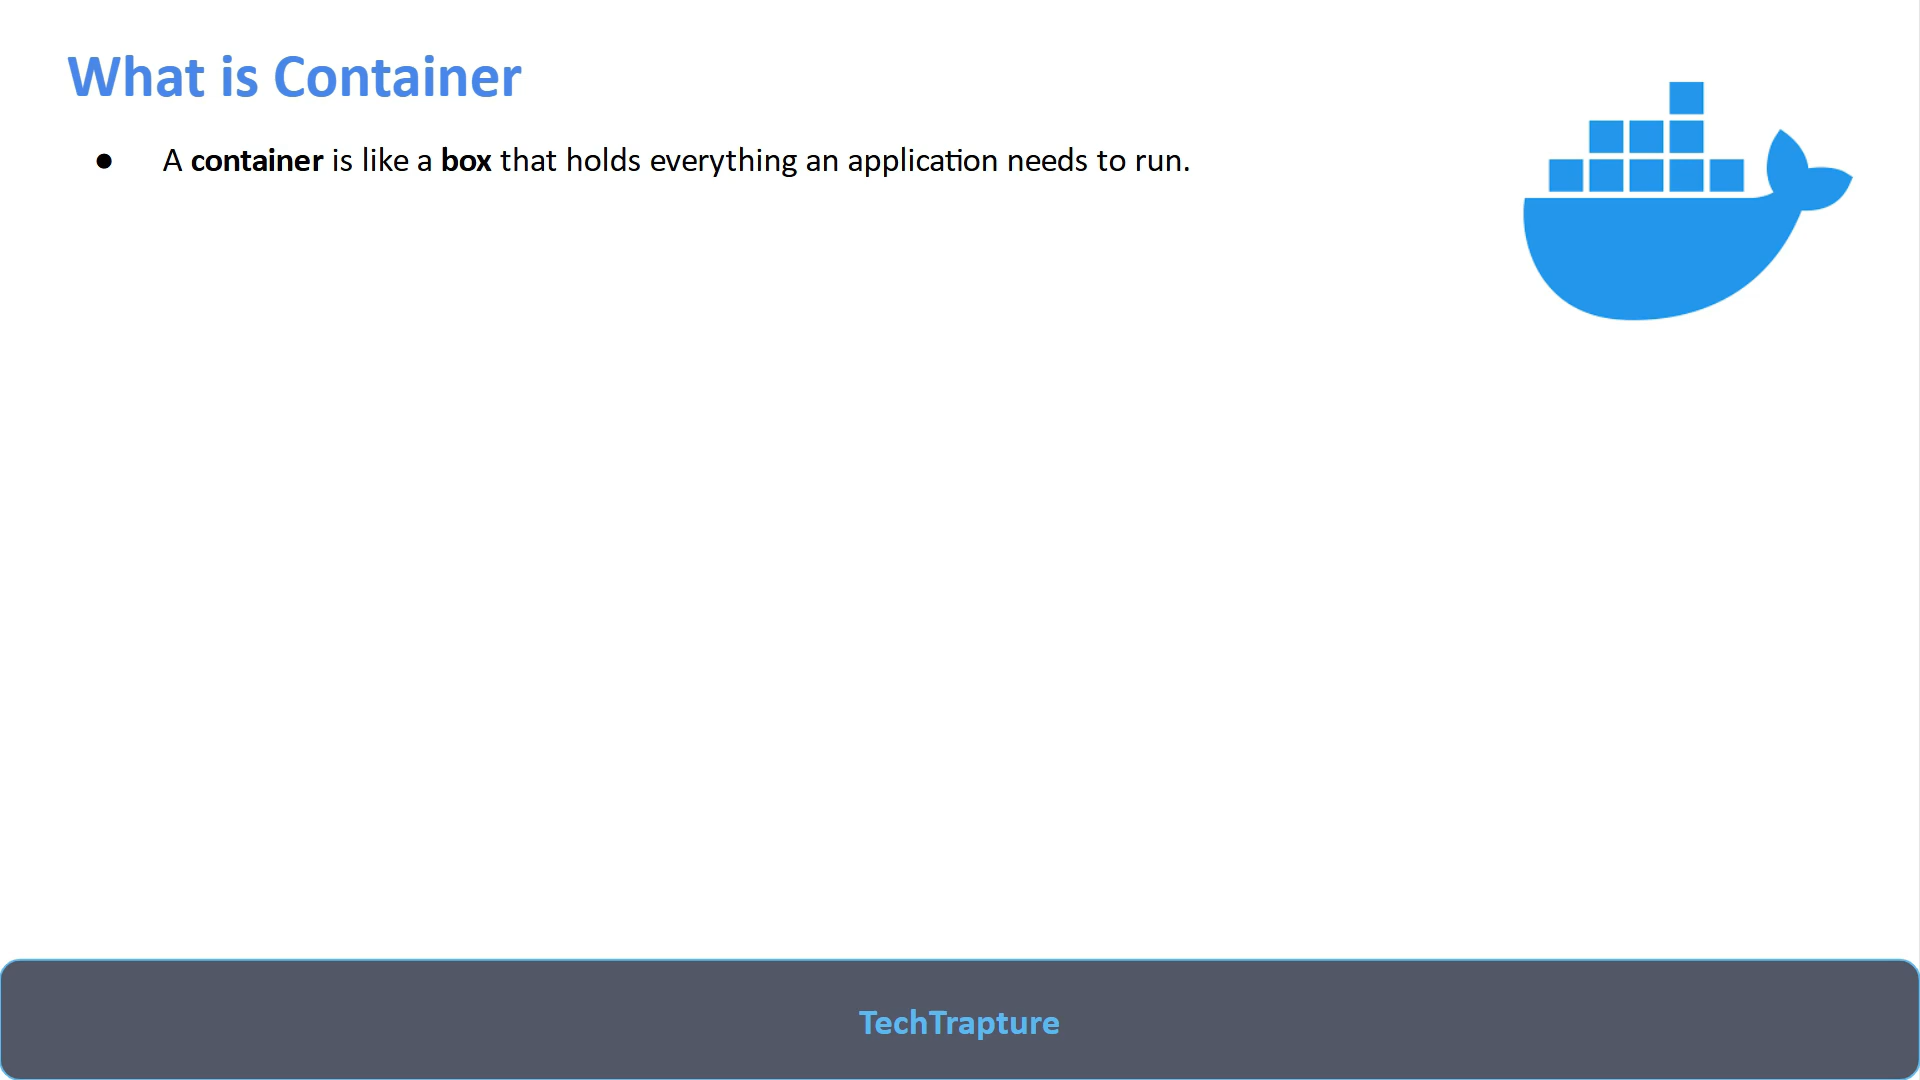 What is Container
● A container is like a box that holds everything an application needs to run.
TechTrapture